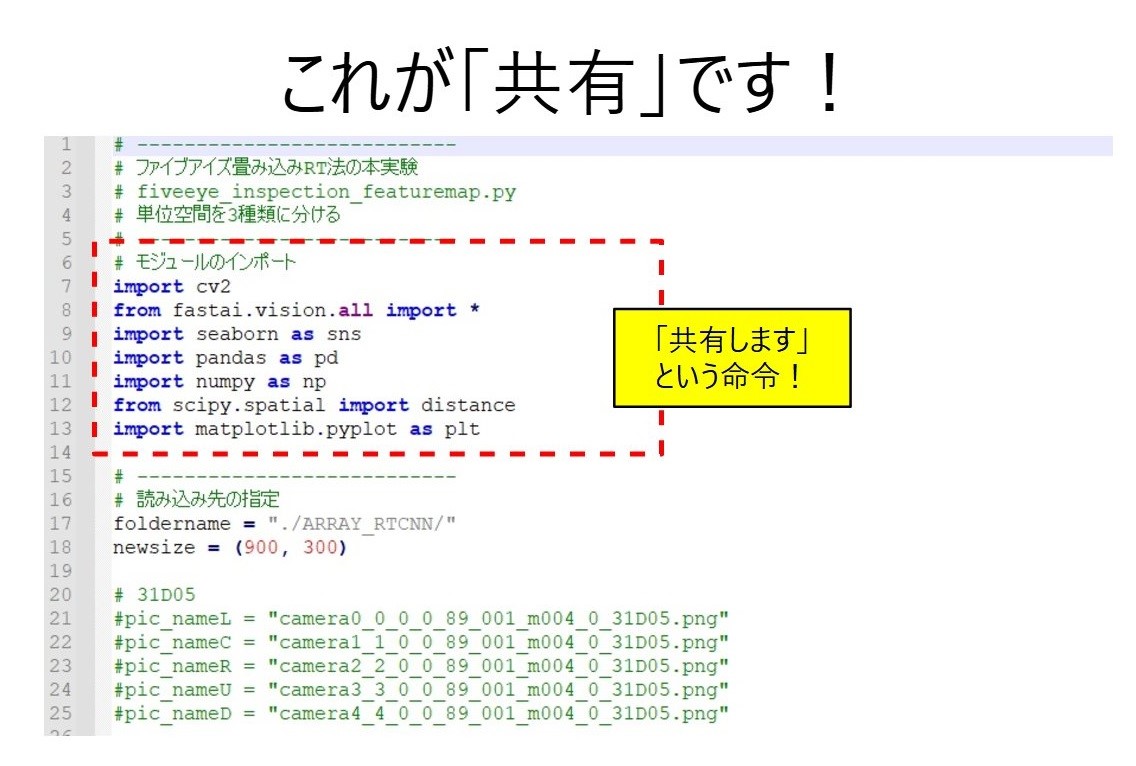 これが「共有」です！
1 # ---------------------------
2 # ファイブアイズ畳み込みRT法の本実験
3 # fiveeye_inspection_featuremap.py
4 # 単位空間を3種類に分ける
5 # ---------------------------
6 # モジュールのインポート
7 import cv2
8 from fastai.vision.all import *
9 import seaborn as sns
10 import pandas as pd
11 import numpy as np
12 from scipy.spatial import distance
13 import matplotlib.pyplot as plt
「共有します」
という命令！
14
15 # ---------------------------
16 # 読み込み先の指定
17 foldername = "./ARRAY_RTCNN/"
18 newsize = (900, 300)
19
20 # 31D05
21 #pic_nameL = "camera0_0_0_0_89_001_m004_0_31D05.png"
22 #pic_nameC = "camera1_1_0_0_89_001_m004_0_31D05.png"
23 #pic_nameR = "camera2_2_0_0_89_001_m004_0_31D05.png"
24 #pic_nameU = "camera3_3_0_0_89_001_m004_0_31D05.png"
25 #pic_nameD = "camera4_4_0_0_89_001_m004_0_31D05.png"